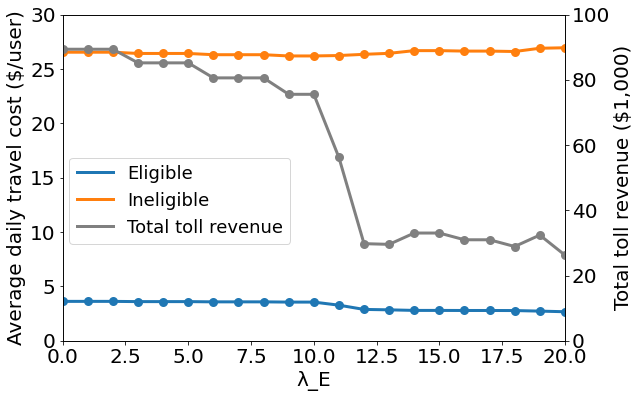 Average daily travel cost ($/user)
30
25
20
15
10
5
0
Eligible
Ineligible
Total toll revenue
100
80
60
40
20
0
Total toll revenue ($1,000)
0.0 2.5 5.0 7.5 10.0 12.5 15.0 17.5 20.0
λ_E